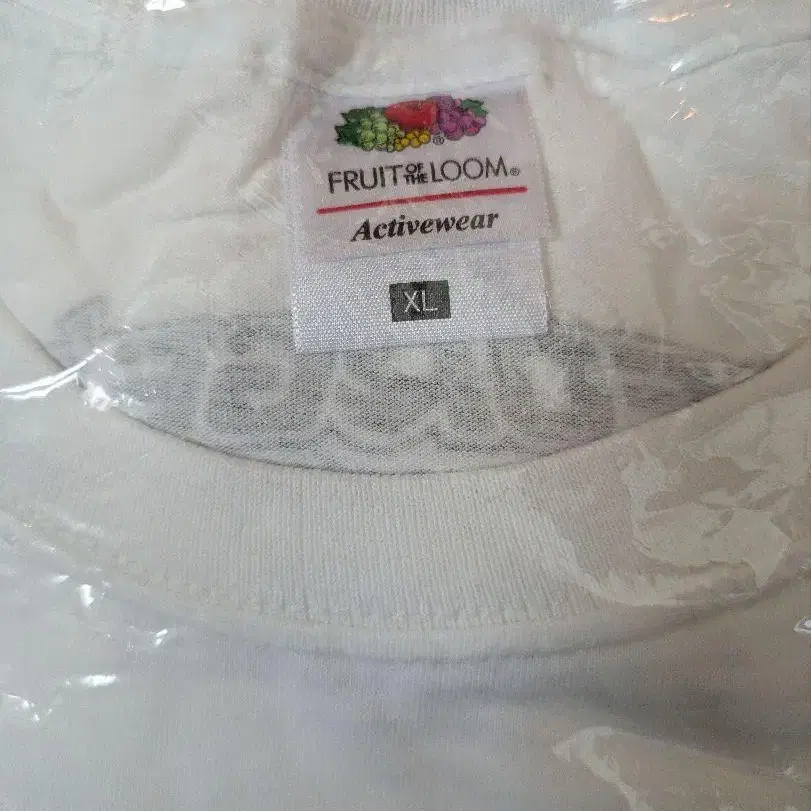 FRUIT OF THE LOOM®
Activewear
XL